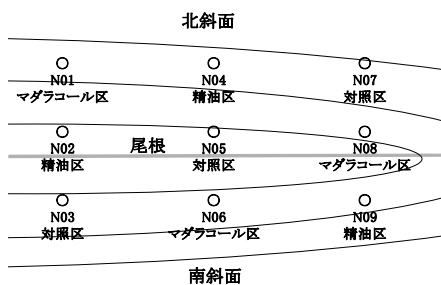 北斜面
N01
マダラコール区
N04
精油区
N07
対照区
尾根
N02
精油区
N05
対照区
N08
マダラコール区
N03
対照区
N06
マダラコール区
N09
精油区
南斜面